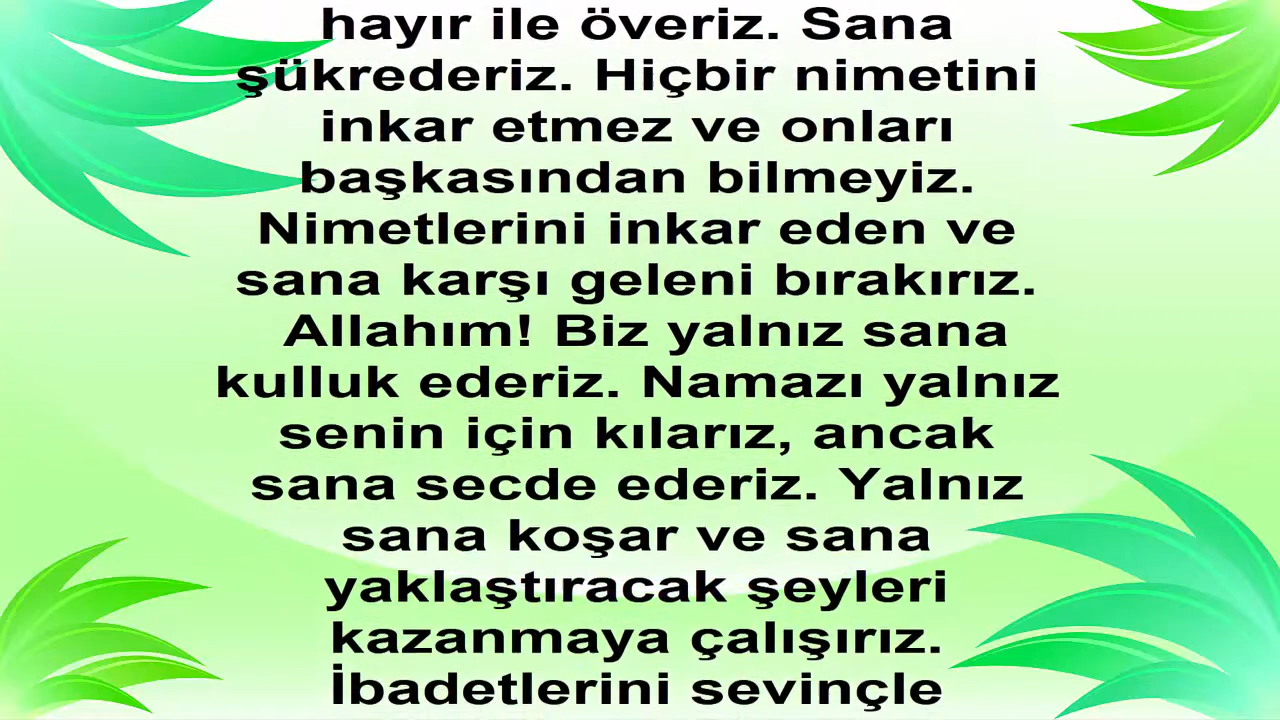 hayır ile överiz. Sana
şükrederiz. Hiçbir nimetini
inkar etmez ve onları
başkasından bilmeyiz.
Nimetlerini inkar eden ve
sana karşı geleni bırakırız.
Allahım! Biz yalnız sana
kulluk ederiz. Namazı yalnız
senin için kılarız, ancak
sana secde ederiz. Yalnız
sana koşar ve sana
yaklaştıracak şeyleri
kazanmaya çalışırız.
İbadetlerini sevinçle